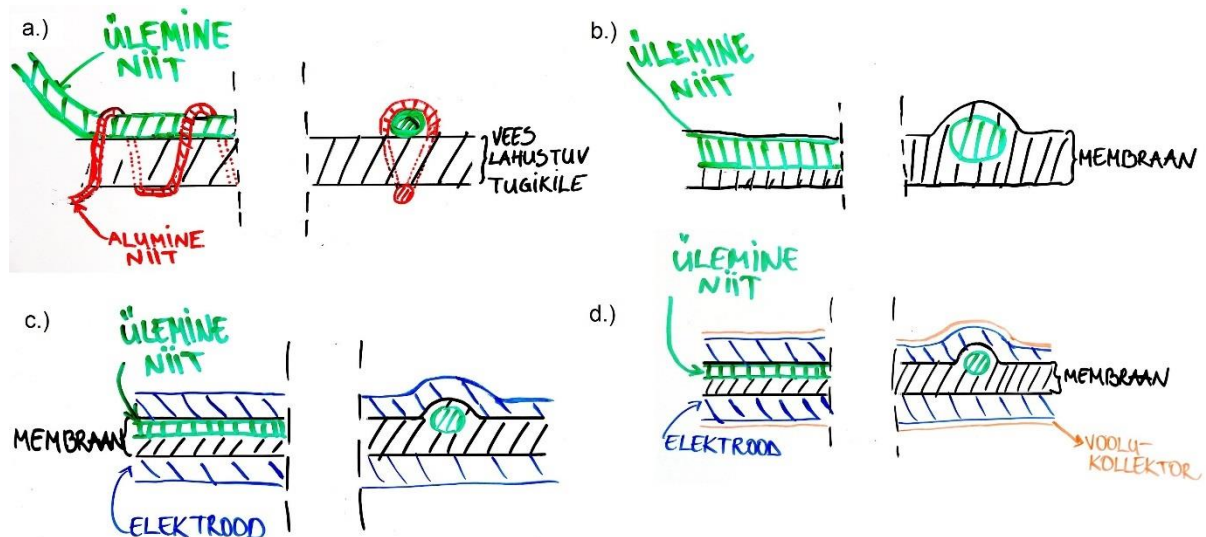 a.)
ÜLEMINE
NIIT
VEES
LAHUSTUV
TUGIKILE
ALUMINE
NIIT
b.)
ÜLEMINE
NIIT
MEMBRAAN
c.)
ÜLEMINE
NIIT
MEMBRAAN
ELEKTROOD
d.)
ÜLEMINE
NIIT
MEMBRAAN
ELEKTROOD
VOOLU-
KOLLEKTOR